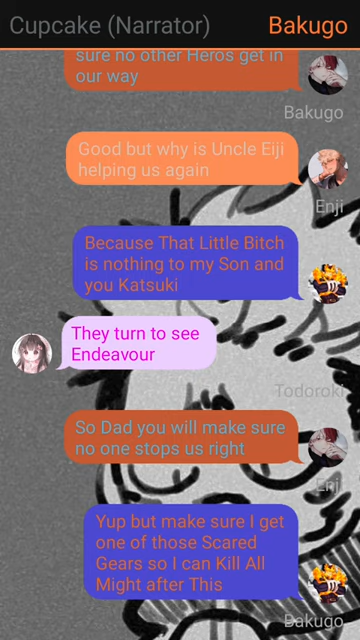 Cupcake (Narrator) Bakugo
sure no other Heros get in
our way
Bakugo
Good but why is Uncle Eiji
helping us again
Enji
Because That Little Bitch
is nothing to my Son and
you Katsuki
They turn to see
Endeavour
Todoroki
So Dad you will make sure
no one stops us right
Enji
Yup but make sure I get
one of those Scared
Gears so I can Kill All
Might after This
Bakugo